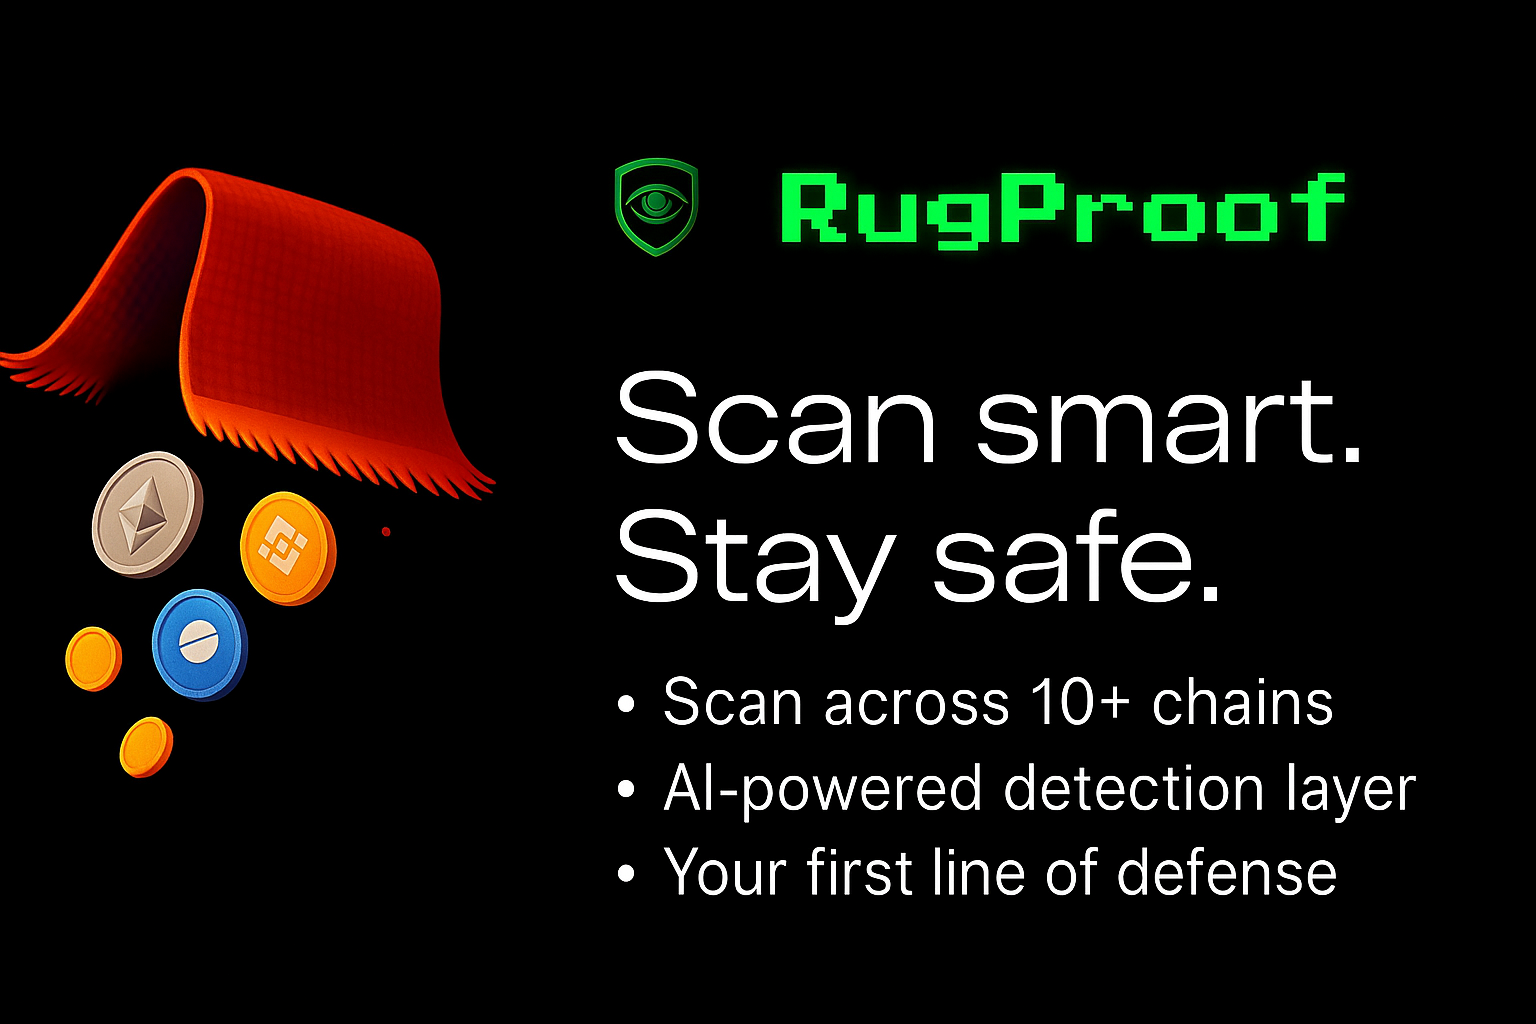 RugProof
Scan smart.
Stay safe.
• Scan across 10+ chains
• AI-powered detection layer
• Your first line of defense